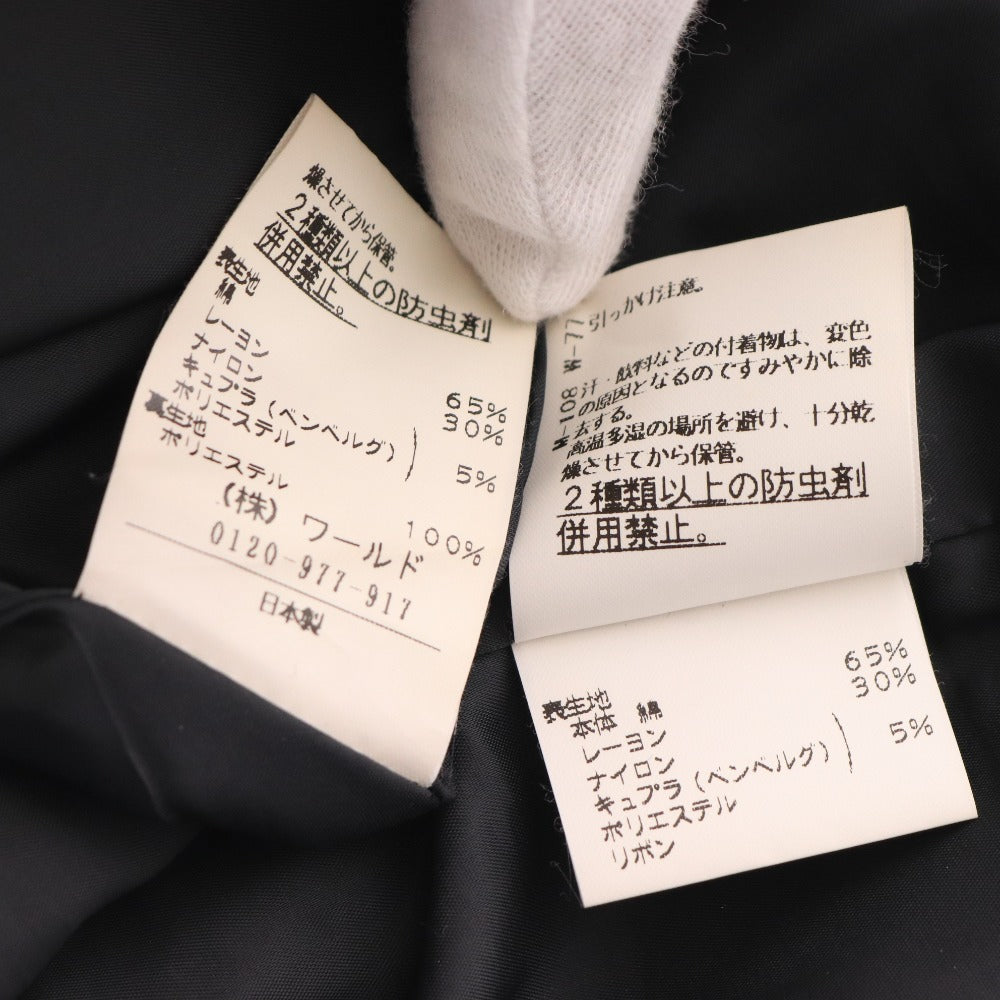 燥させてから保管。
2種類以上の防虫剤
併用禁止。
表生地
綿 65%
レーヨン 30%
ナイロン
キュプラ(ベンベルグ) 5%
ポリエステル
裏生地
ポリエステル 100%
(株) ワールド
0120-977-917
日本製
W-77
108
引っかけ注意。
汗・飲料などの付着物は、変色
の原因となるのですみやかに除
去する。
高温多湿の場所を避け、十分乾
燥させてから保管。
2種類以上の防虫剤
併用禁止。
表生地
本体 綿 65%
レーヨン 30%
ナイロン
キュプラ(ベンベルグ) 5%
ポリエステル
リボン